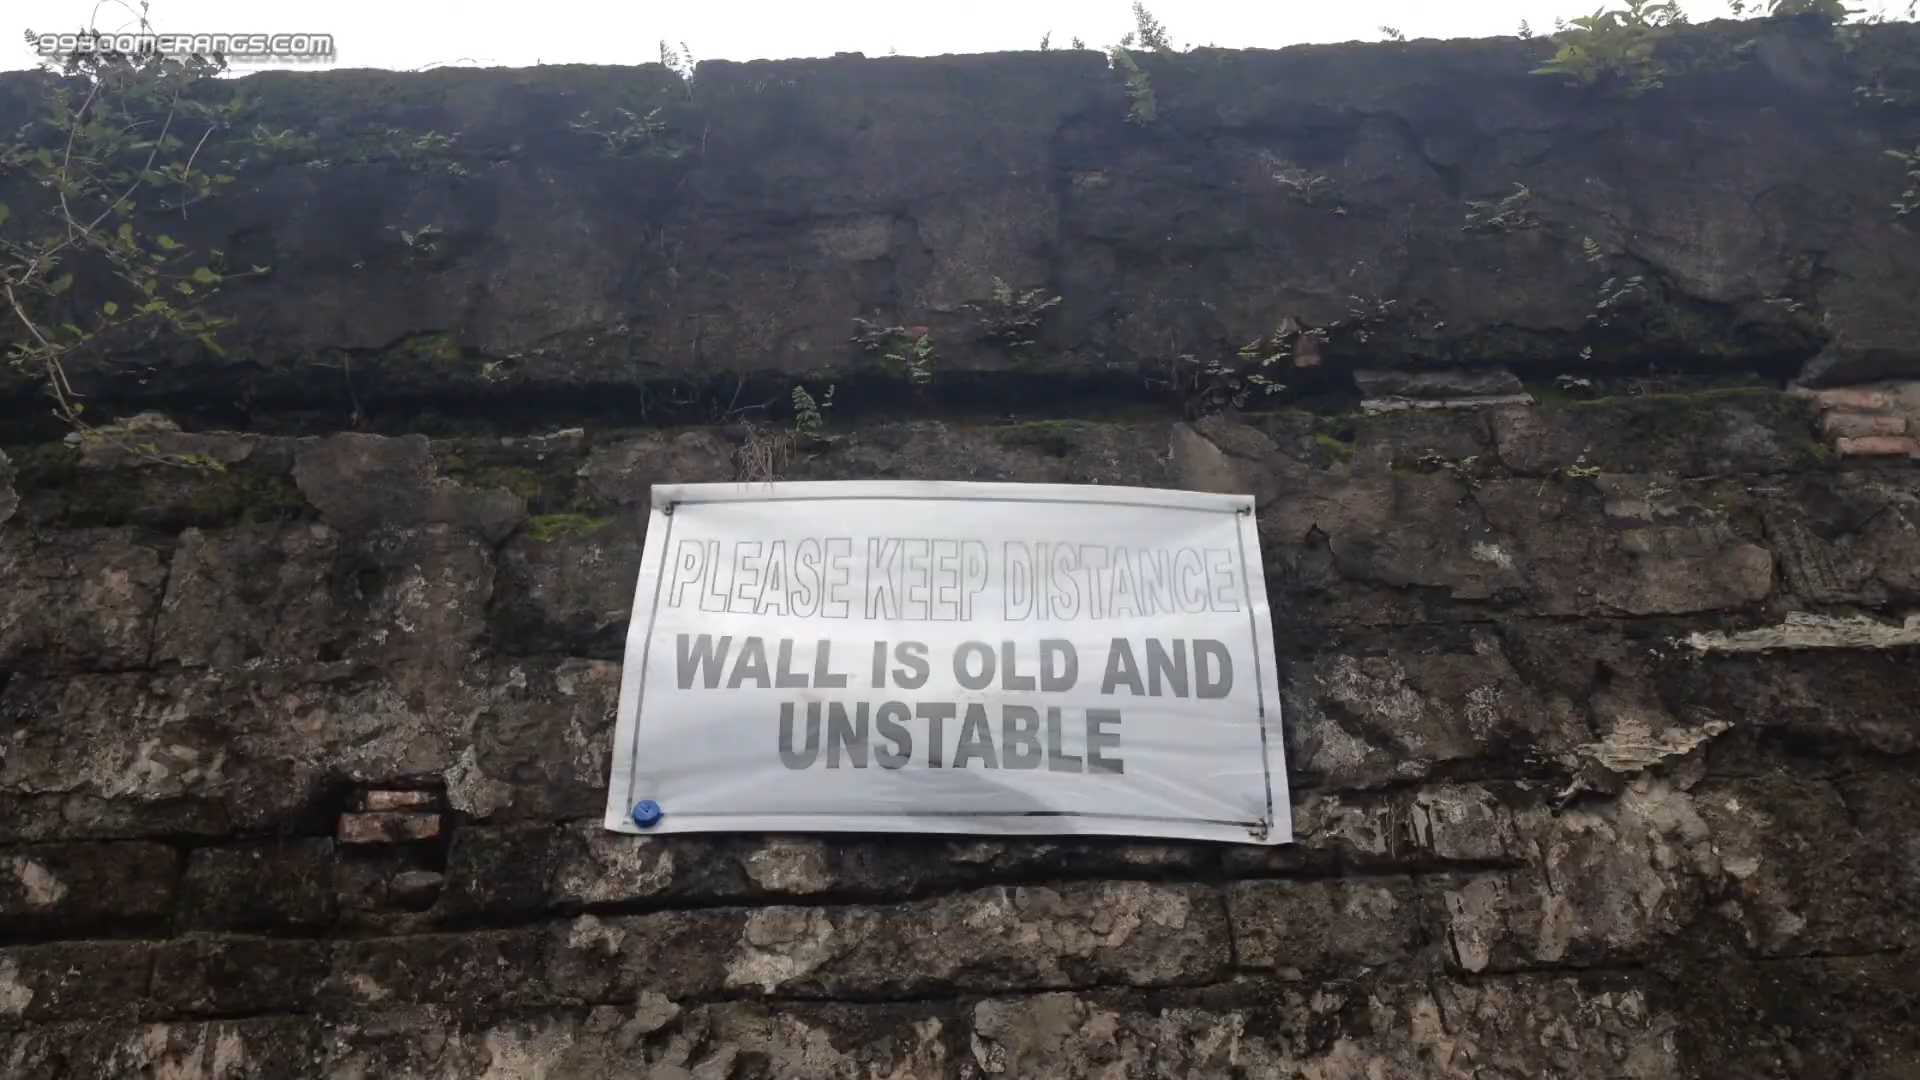 99BOOMERANGS.COM
PLEASE KEEP DISTANCE
WALL IS OLD AND
UNSTABLE